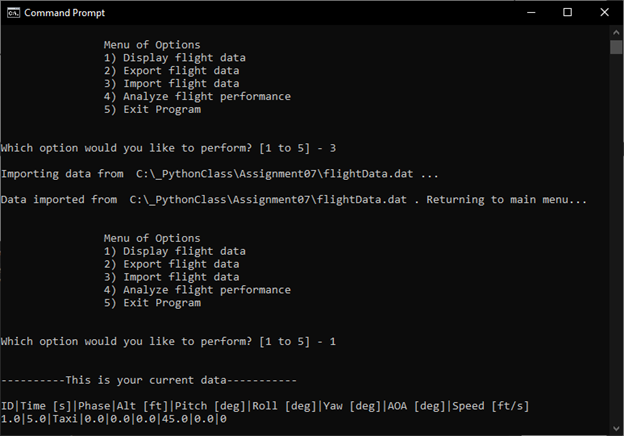 Command Prompt
Menu of Options
1) Display flight data
2) Export flight data
3) Import flight data
4) Analyze flight performance
5) Exit Program
Which option would you like to perform? [1 to 5] - 3
Importing data from  C:\_PythonClass\Assignment07\flightData.dat ...
Data imported from  C:\_PythonClass\Assignment07\flightData.dat . Returning to main menu...
Menu of Options
1) Display flight data
2) Export flight data
3) Import flight data
4) Analyze flight performance
5) Exit Program
Which option would you like to perform? [1 to 5] - 1
----------This is your current data-----------
ID|Time [s]|Phase|Alt [ft]|Pitch [deg]|Roll [deg]|Yaw [deg]|AOA [deg]|Speed [ft/s]
1.0|5.0|Taxi|0.0|0.0|0.0|45.0|0.0|0